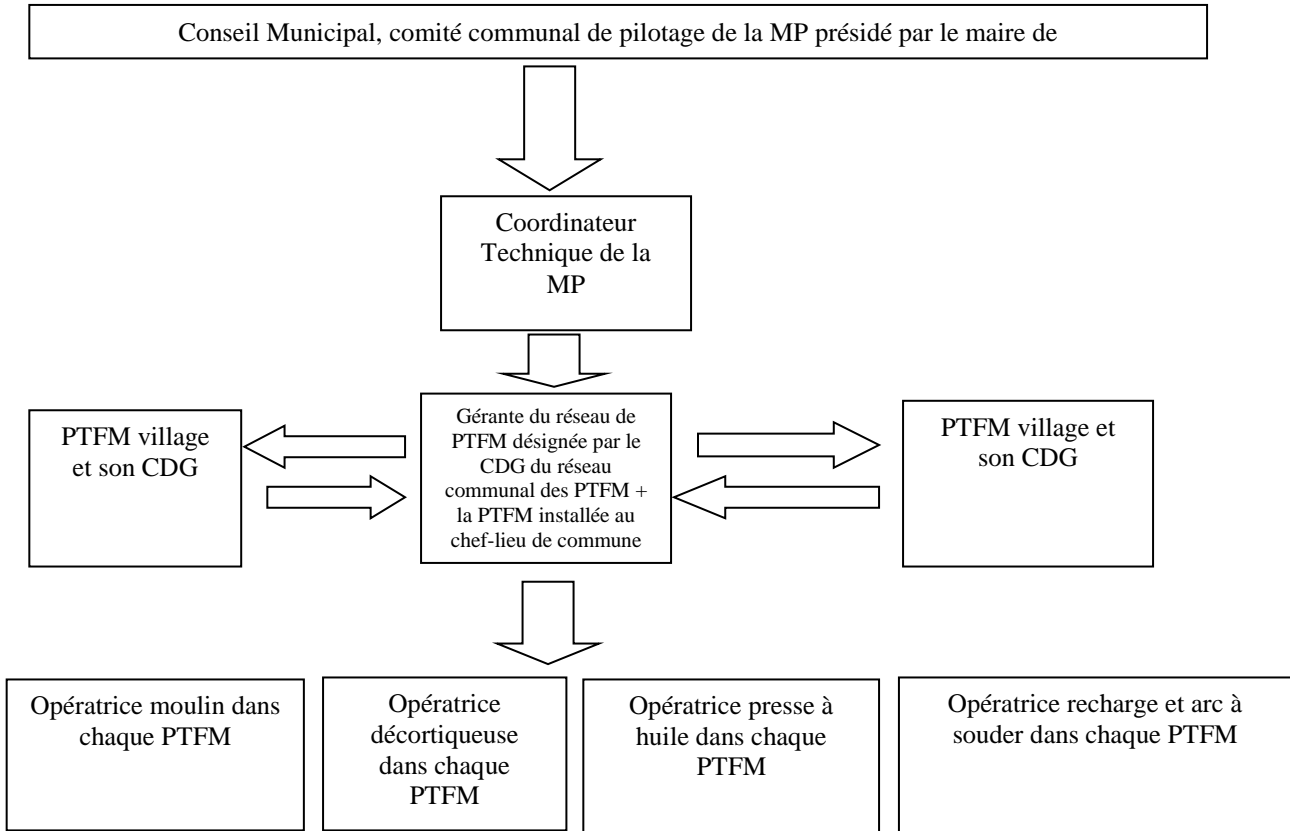 Conseil Municipal, comité communal de pilotage de la MP présidé par le maire de
Coordinateur
Technique de la
MP
PTFM village
et son CDG
Gérante du réseau de
PTFM désignée par le
CDG du réseau
communal des PTFM +
la PTFM installée au
chef-lieu de commune
PTFM village et
son CDG
Opératrice moulin dans
chaque PTFM
Opératrice
décortiqueuse
dans chaque
PTFM
Opératrice presse à
huile dans chaque
PTFM
Opératrice recharge et arc à
souder dans chaque PTFM